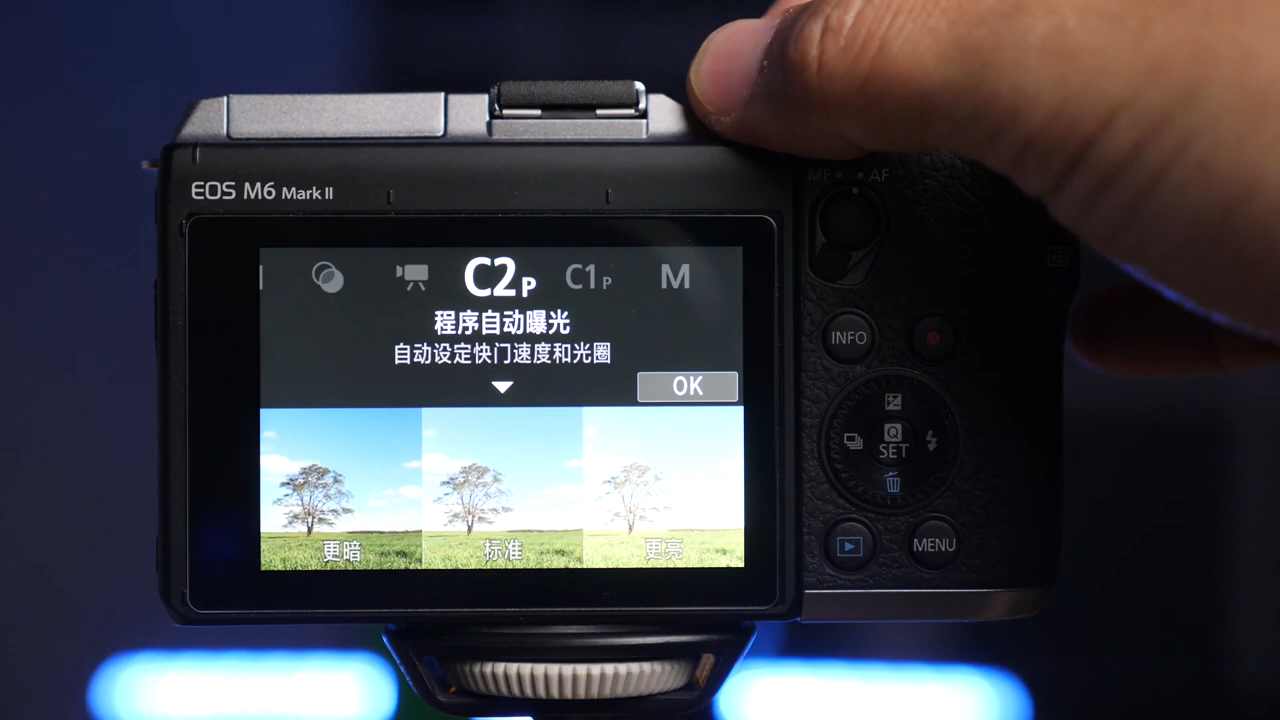 MF AF
EOS M6 Mark II
C2P C1P M
程序自动曝光
自动设定快门速度和光圈
OK
更暗 标准 更亮
INFO
Q
SET
MENU